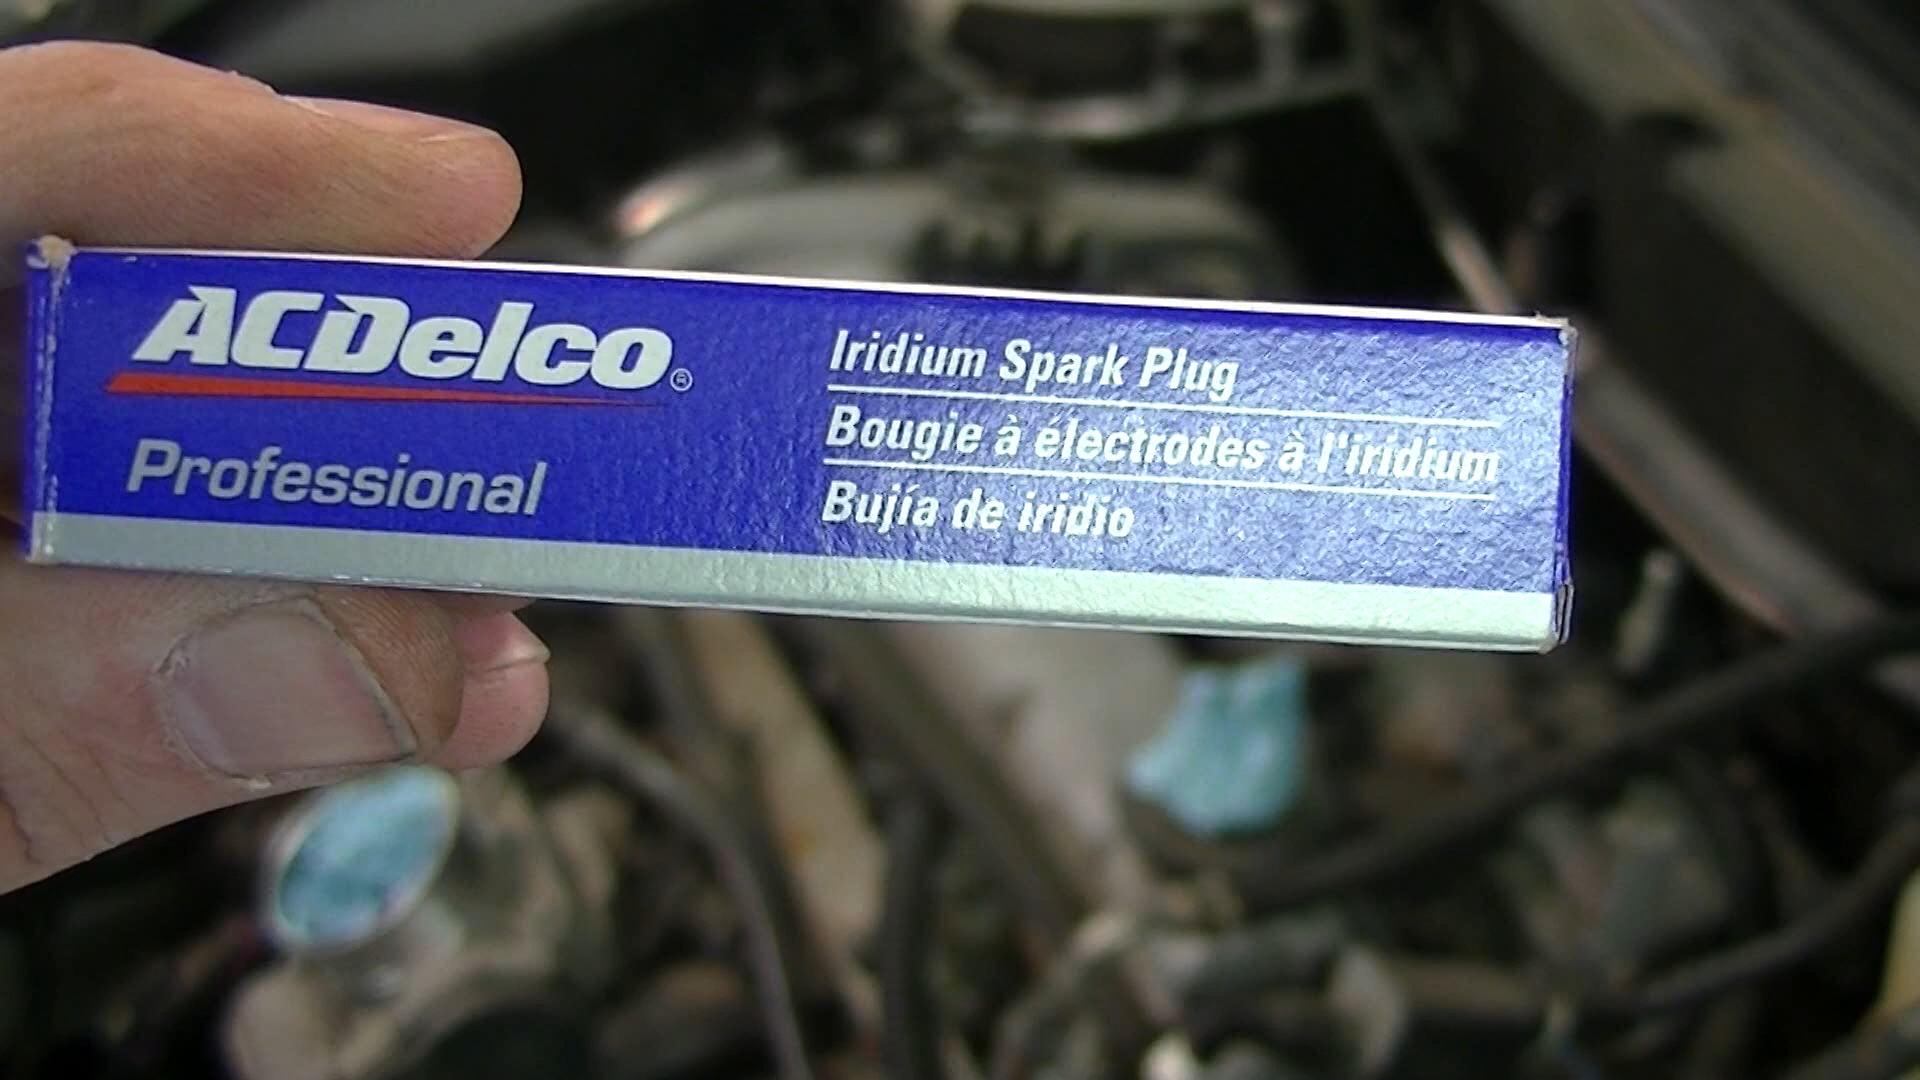 ACDelco®
Professional
Iridium Spark Plug
Bougie à électrodes à l'iridium
Bujía de iridio